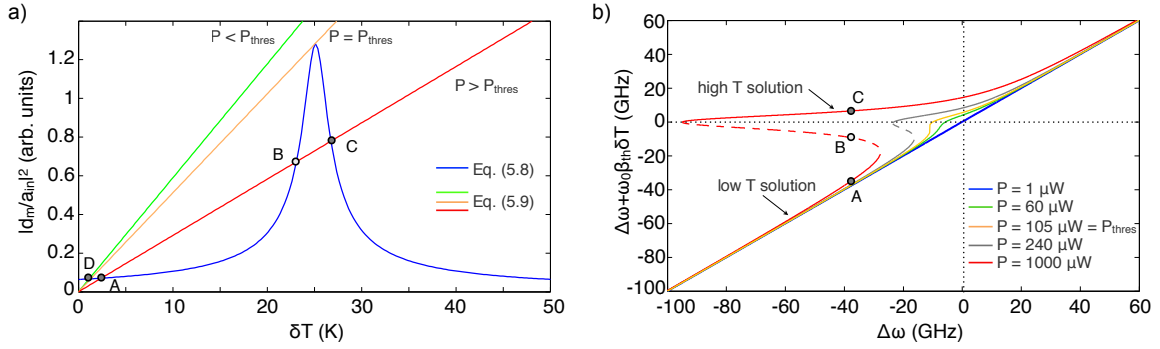 a)
|d_m/a_in|² (arb. units)
1.2
1
0.8
0.6
0.4
0.2
0
0 10 20 30 40 50
δT (K)
P < P_thres
P = P_thres
P > P_thres
B
C
D
A
Eq. (5.8)
Eq. (5.9)
b)
Δω+ω₀β_thδT (GHz)
60
40
20
0
-20
-40
-60
-80
-100
-100 -80 -60 -40 -20 0 20 40 60
Δω (GHz)
high T solution
C
B
low T solution
A
P = 1 μW
P = 60 μW
P = 105 μW = P_thres
P = 240 μW
P = 1000 μW